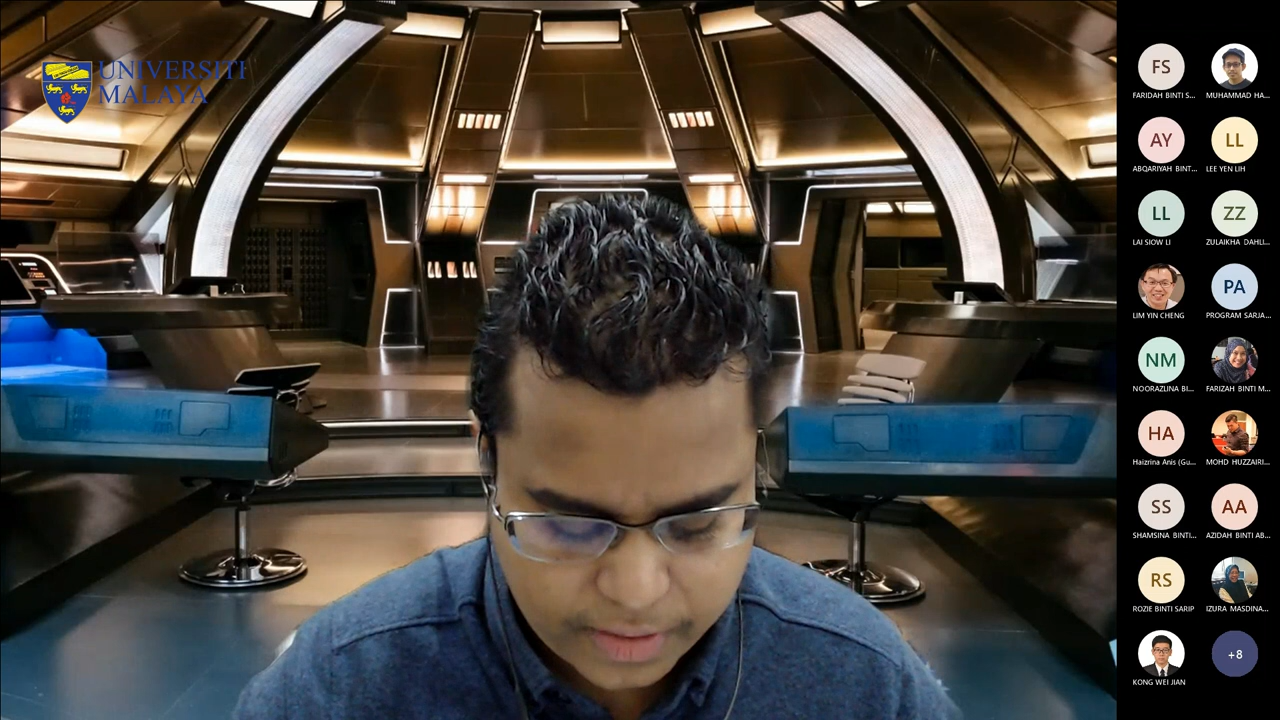 UNIVERSITI
MALAYA
FS
FARIDAH BINTI S...
MUHAMMAD HA...
AY
ABQARIYAH BINT...
LL
LEE YEN LIH
LL
LAI SIOW LI
ZZ
ZULAIKHA DAHLI...
LIM YIN CHENG
PA
PROGRAM SARJA...
NM
NOORAZLINA BI...
FARIZAH BINTI M...
HA
Haizrina Anis (Gu...
MOHD HUZZAIRI...
SS
SHAMSINA BINTI...
AA
AZIDAH BINTI AB...
RS
ROZIE BINTI SARIP
IZURA MASDINA...
KONG WEI JIAN
+8